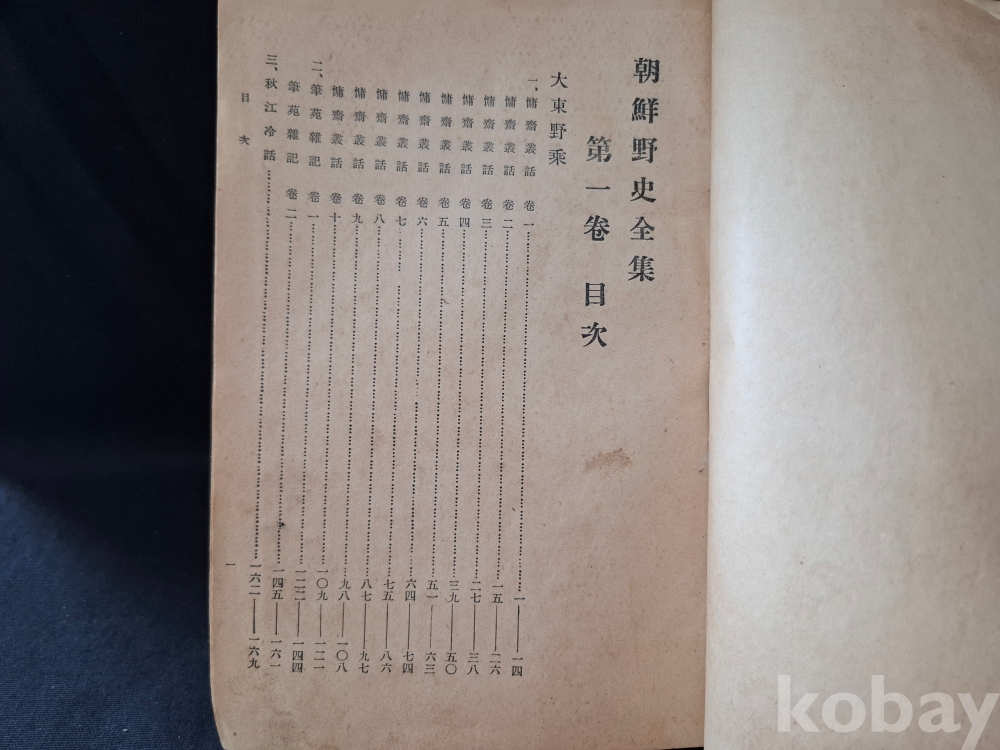 朝鮮野史全集
第一卷 目次
大東野乘
一、慵齋叢話 卷一……一——一四
慵齋叢話 卷二……一五——二六
慵齋叢話 卷三……二七——三八
慵齋叢話 卷四……三九——五〇
慵齋叢話 卷五……五一——六三
慵齋叢話 卷六……六四——七四
慵齋叢話 卷七……七五——八六
慵齋叢話 卷八……八七——九七
慵齋叢話 卷九……九八——一〇八
慵齋叢話 卷十……一〇九——一二一
二、筆苑雜記 卷一……一二二——一四四
筆苑雜記 卷二……一四五——一六一
三、秋江冷話……一六二——一六九
目次
一
kobay